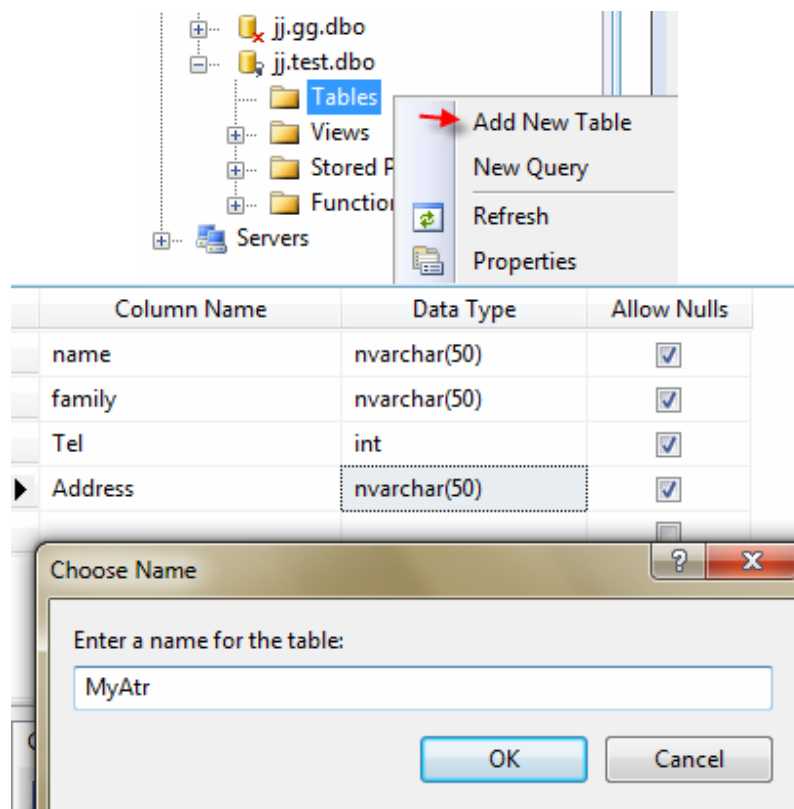 jj.gg.dbo
jj.test.dbo
Tables
Add New Table
Views
New Query
Stored P
Function
Refresh
Servers
Properties
Column Name Data Type Allow Nulls
name nvarchar(50)
family nvarchar(50)
Tel int
Address nvarchar(50)
Choose Name
Enter a name for the table:
MyAtr
OK Cancel